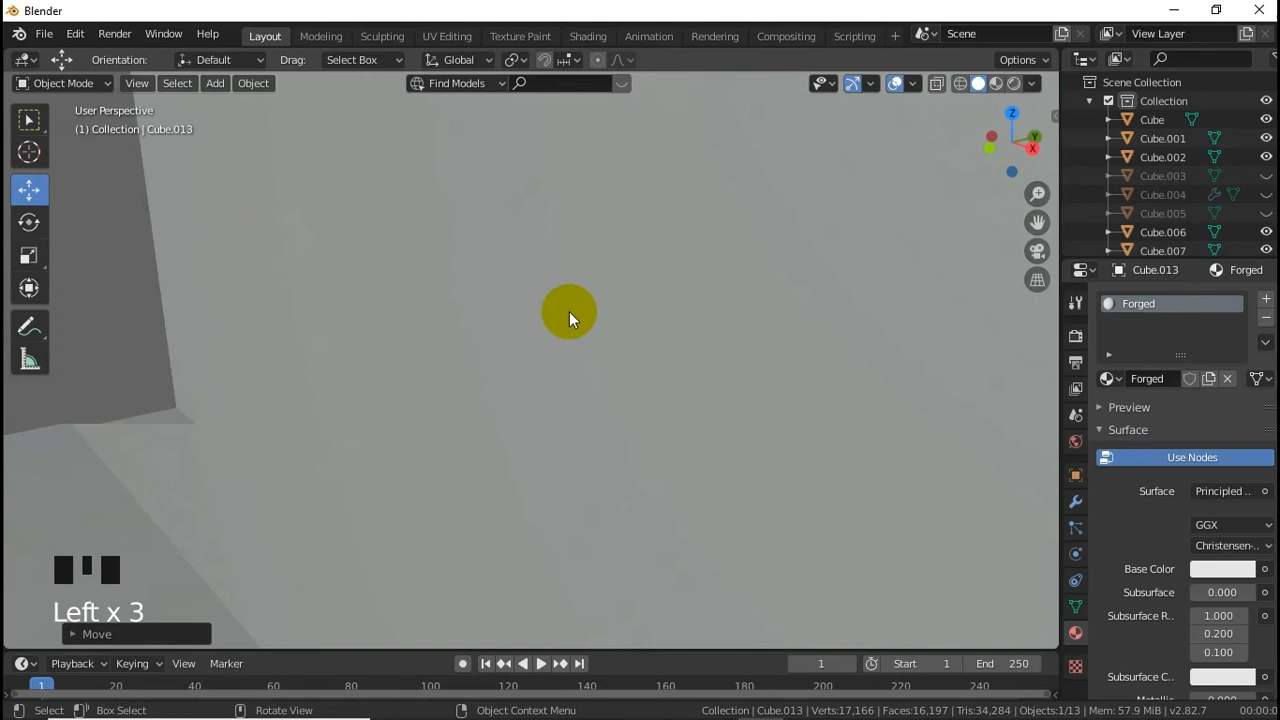 Blender
File Edit Render Window Help Layout Modeling Sculpting UV Editing Texture Paint Shading Animation Rendering Compositing Scripting + Scene View Layer
Orientation: Default Drag: Select Box Global Options
Object Mode View Select Add Object Find Models
User Perspective
(1) Collection | Cube.013
Z
Y
X
Scene Collection
Collection
Cube
Cube.001
Cube.002
Cube.003
Cube.004
Cube.005
Cube.006
Cube.007
Cube.013 Forged
Forged
Forged
Preview
Surface
Use Nodes
Surface Principled ..
GGX
Christensen-..
Base Color
Subsurface 0.000
Subsurface R.. 1.000
0.200
0.100
Subsurface C..
Left x 3
Move
Playback Keying View Marker 1 Start 1 End 250
1 20 40 60 80 100 120 140 160 180 200 220 240
Select Box Select Rotate View Object Context Menu Collection | Cube.013 | Verts:17,166 | Faces:16,197 | Tris:34,284 | Objects:1/13 | Mem: 57.9 MiB | v2.82.7